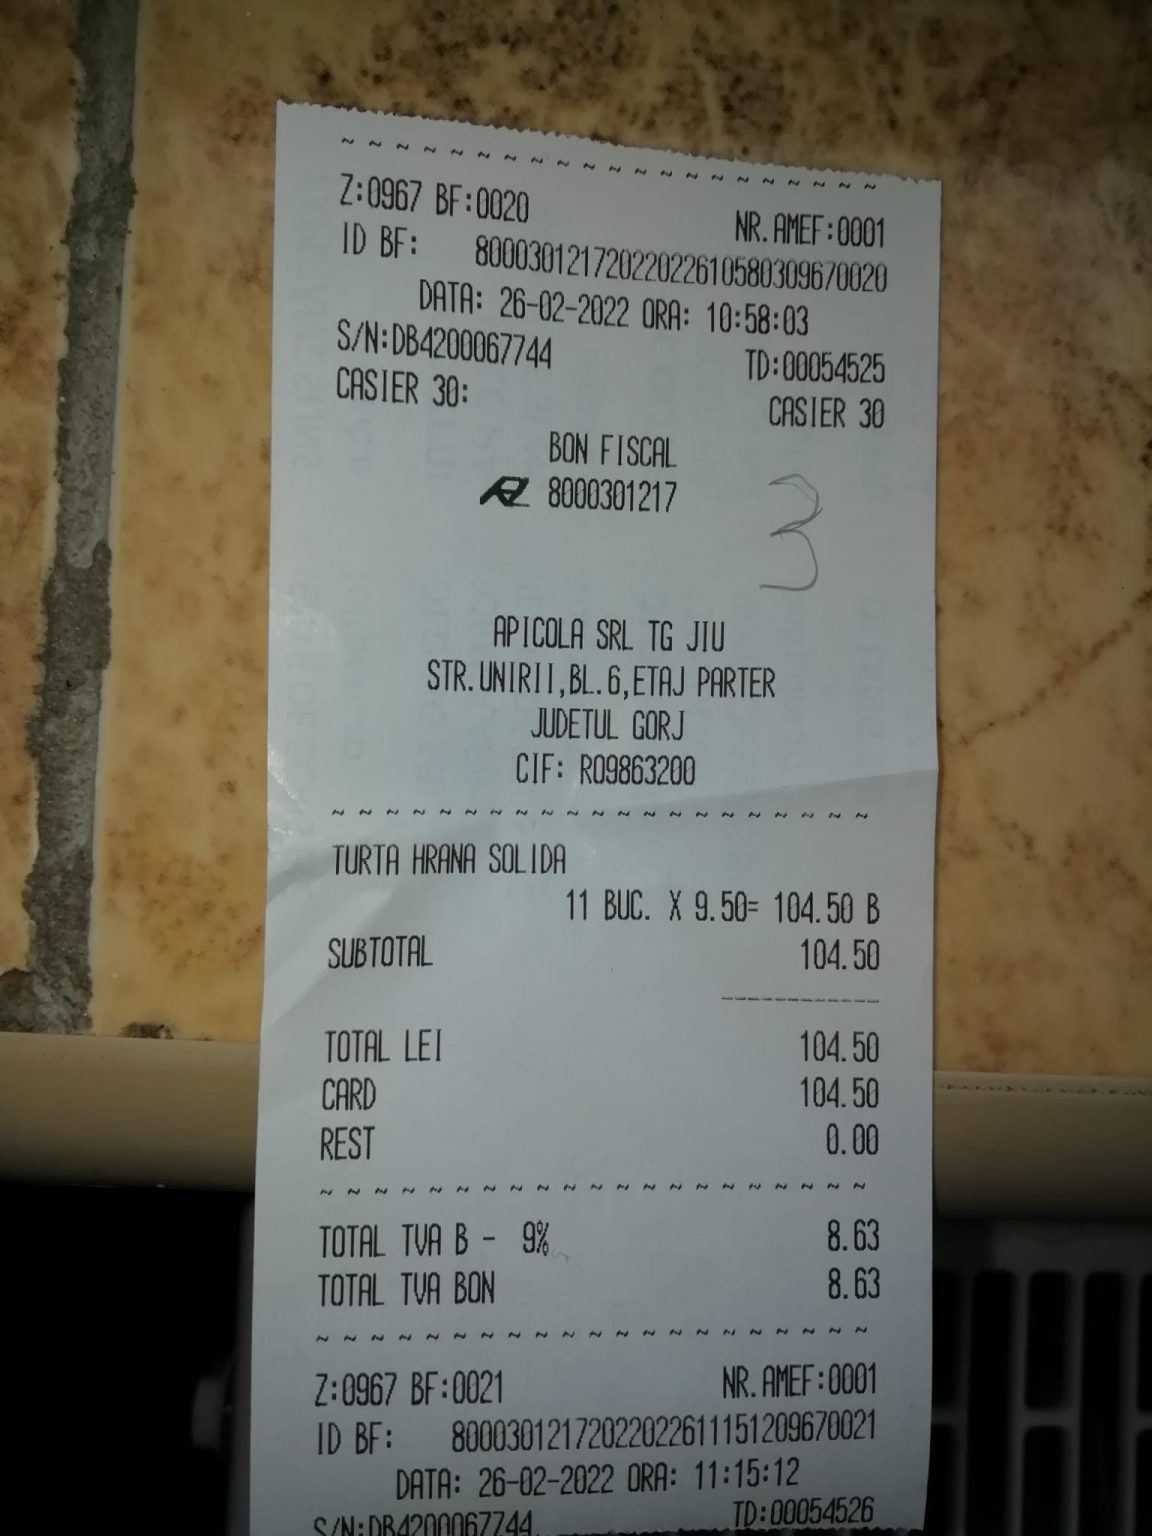 Z:0967 BF:0020 NR.AMEF:0001
ID BF: 8000301217202202261058030967​0020
DATA: 26-02-2022 ORA: 10:58:03
S/N:DB4200067744 TD:00054525
CASIER 30: CASIER 30
BON FISCAL
8000301217
3
APICOLA SRL TG JIU
STR.UNIRII,BL.6,ETAJ PARTER
JUDETUL GORJ
CIF: RO9863200
TURTA HRANA SOLIDA
11 BUC. X 9.50= 104.50 B
SUBTOTAL 104.50
TOTAL LEI 104.50
CARD 104.50
REST 0.00
TOTAL TVA B - 9% 8.63
TOTAL TVA BON 8.63
Z:0967 BF:0021 NR.AMEF:0001
ID BF: 80003012172022022611151209670021
DATA: 26-02-2022 ORA: 11:15:12
S/N:DB4200067744 TD:00054526